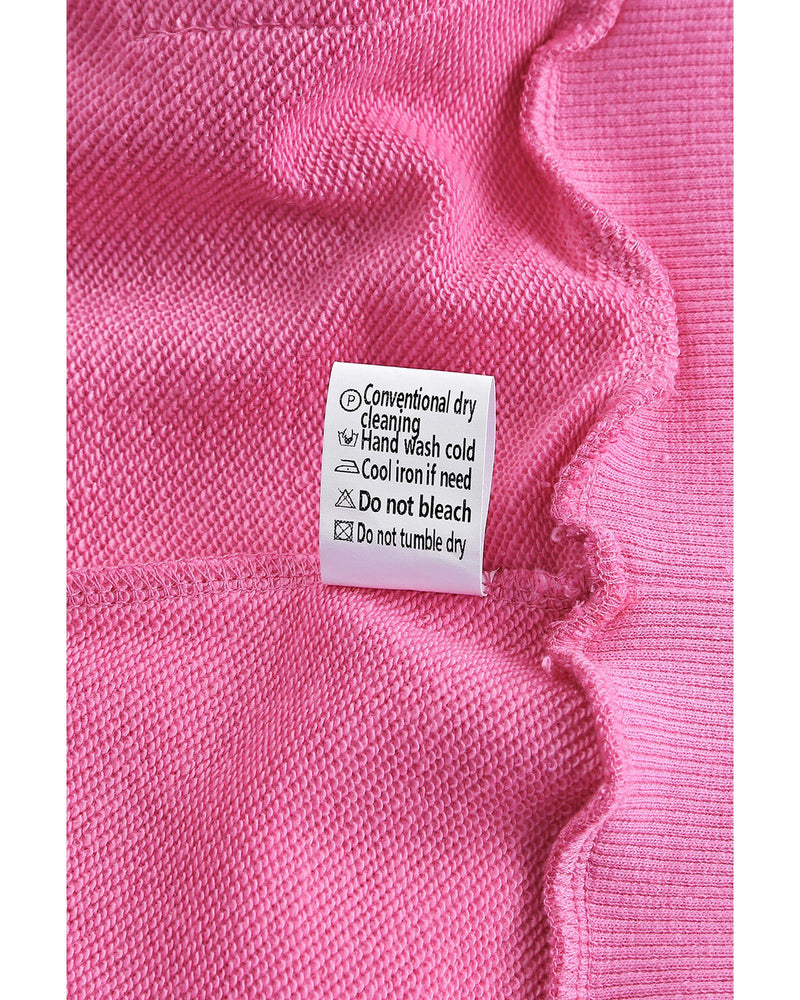 P Conventional dry
cleaning
Hand wash cold
Cool iron if need
Do not bleach
Do not tumble dry